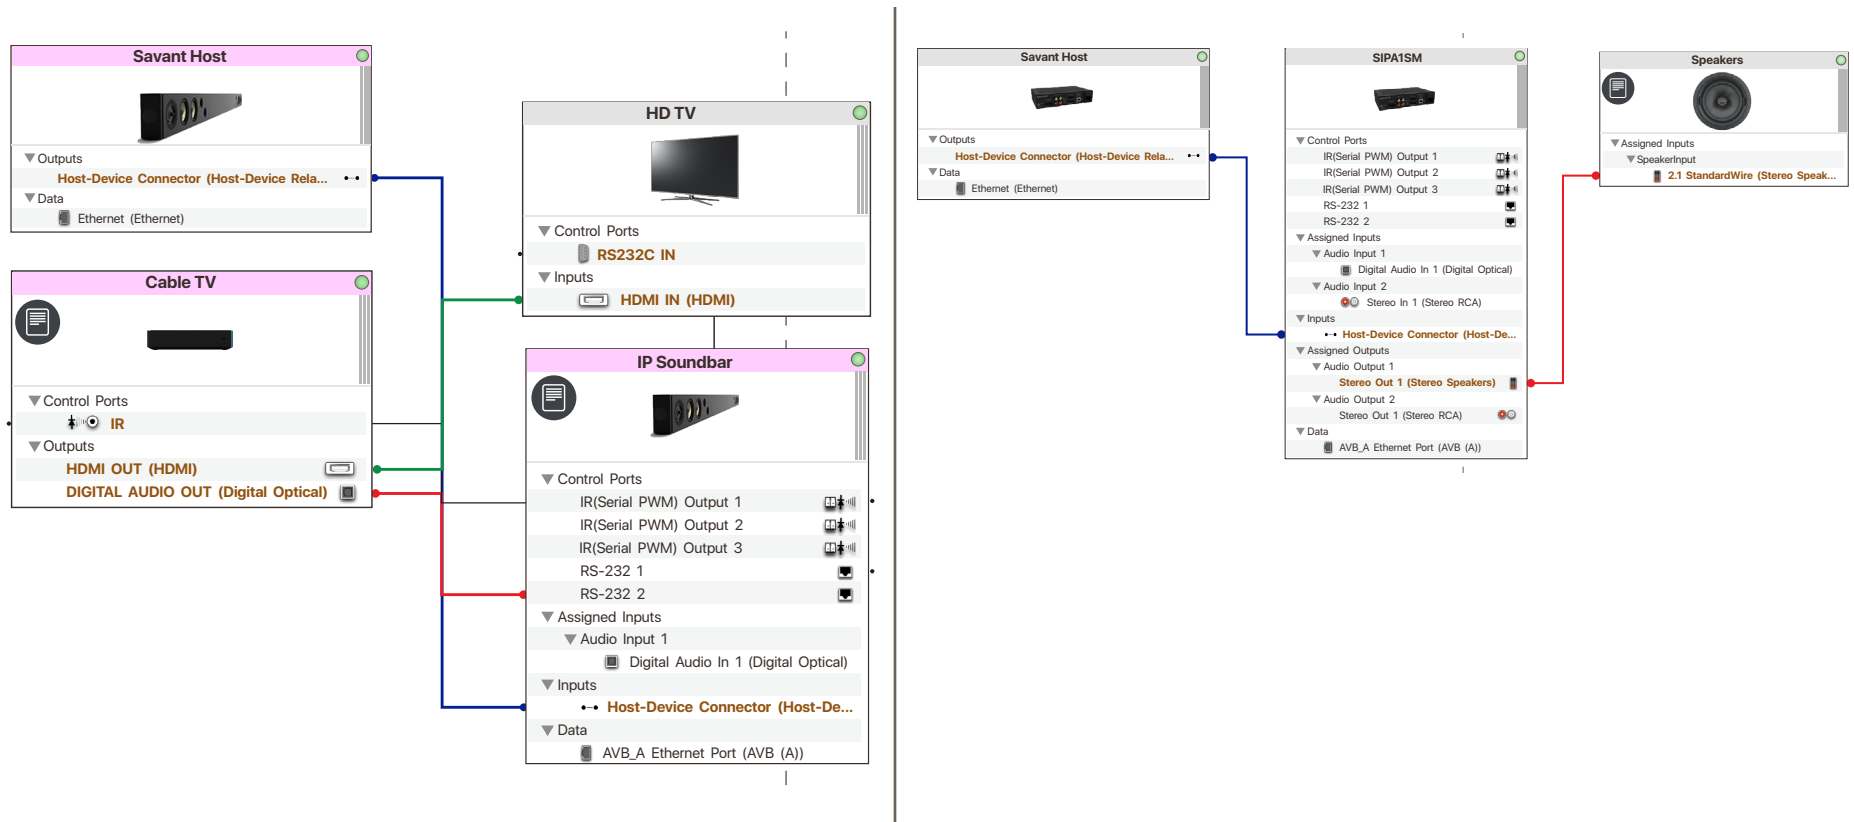 Savant Host
Outputs
Host-Device Connector (Host-Device Rela...
Data
Ethernet (Ethernet)
Cable TV
Control Ports
IR
Outputs
HDMI OUT (HDMI)
DIGITAL AUDIO OUT (Digital Optical)
HD TV
Control Ports
RS232C IN
Inputs
HDMI IN (HDMI)
IP Soundbar
Control Ports
IR(Serial PWM) Output 1
IR(Serial PWM) Output 2
IR(Serial PWM) Output 3
RS-232 1
RS-232 2
Assigned Inputs
Audio Input 1
Digital Audio In 1 (Digital Optical)
Inputs
Host-Device Connector (Host-De...
Data
AVB_A Ethernet Port (AVB (A))
Savant Host
Outputs
Host-Device Connector (Host-Device Rela...
Data
Ethernet (Ethernet)
SIPA1SM
Control Ports
IR(Serial PWM) Output 1
IR(Serial PWM) Output 2
IR(Serial PWM) Output 3
RS-232 1
RS-232 2
Assigned Inputs
Audio Input 1
Digital Audio In 1 (Digital Optical)
Audio Input 2
Stereo In 1 (Stereo RCA)
Inputs
Host-Device Connector (Host-De...
Assigned Outputs
Audio Output 1
Stereo Out 1 (Stereo Speakers)
Audio Output 2
Stereo Out 1 (Stereo RCA)
Data
AVB_A Ethernet Port (AVB (A))
Speakers
Assigned Inputs
SpeakerInput
2.1 StandardWire (Stereo Speak...